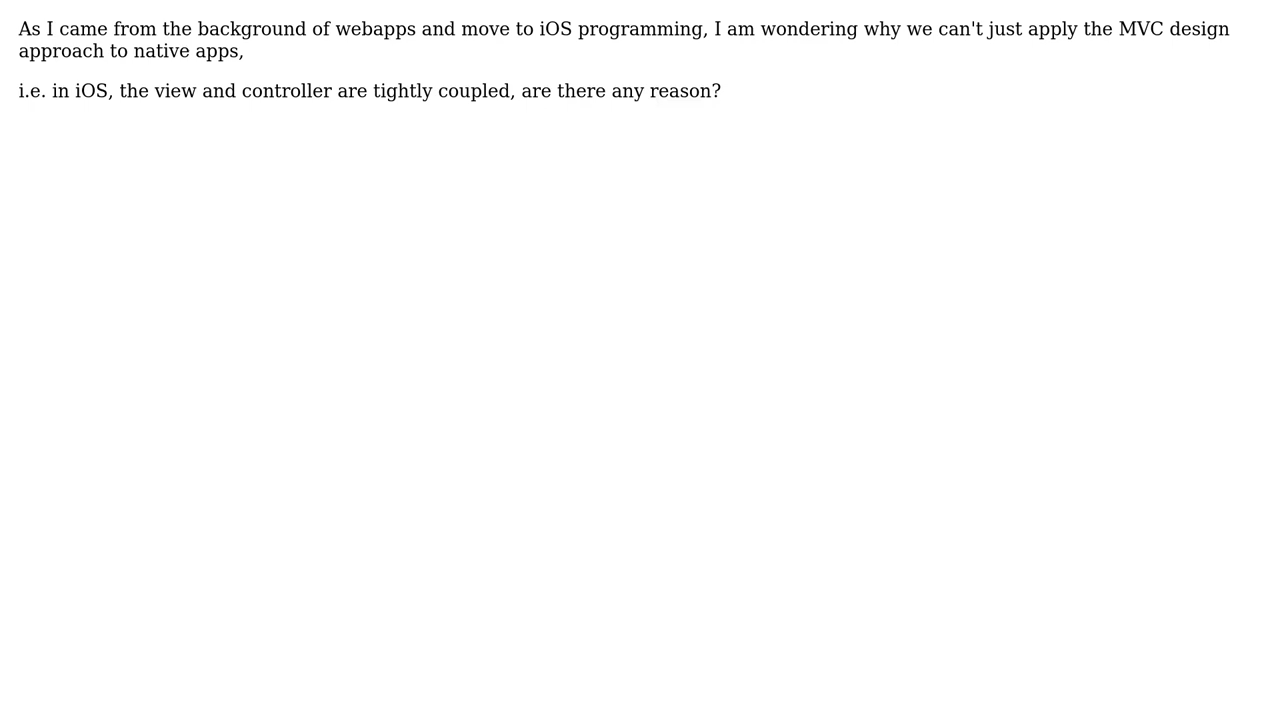 As I came from the background of webapps and move to iOS programming, I am wondering why we can't just apply the MVC design
approach to native apps,
i.e. in iOS, the view and controller are tightly coupled, are there any reason?